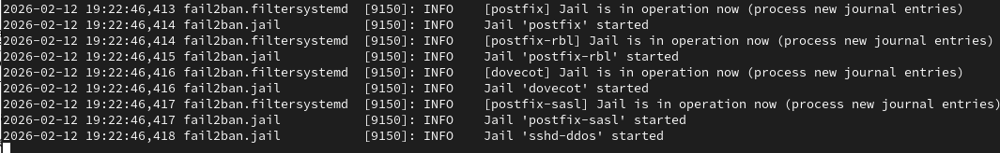 2026-02-12 19:22:46,413 fail2ban.filtersystemd  [9150]: INFO    [postfix] Jail is in operation now (process new journal entries)
2026-02-12 19:22:46,414 fail2ban.jail           [9150]: INFO    Jail 'postfix' started
2026-02-12 19:22:46,414 fail2ban.filtersystemd  [9150]: INFO    [postfix-rbl] Jail is in operation now (process new journal entries)
2026-02-12 19:22:46,415 fail2ban.jail           [9150]: INFO    Jail 'postfix-rbl' started
2026-02-12 19:22:46,416 fail2ban.filtersystemd  [9150]: INFO    [dovecot] Jail is in operation now (process new journal entries)
2026-02-12 19:22:46,416 fail2ban.jail           [9150]: INFO    Jail 'dovecot' started
2026-02-12 19:22:46,417 fail2ban.filtersystemd  [9150]: INFO    [postfix-sasl] Jail is in operation now (process new journal entries)
2026-02-12 19:22:46,417 fail2ban.jail           [9150]: INFO    Jail 'postfix-sasl' started
2026-02-12 19:22:46,418 fail2ban.jail           [9150]: INFO    Jail 'sshd-ddos' started